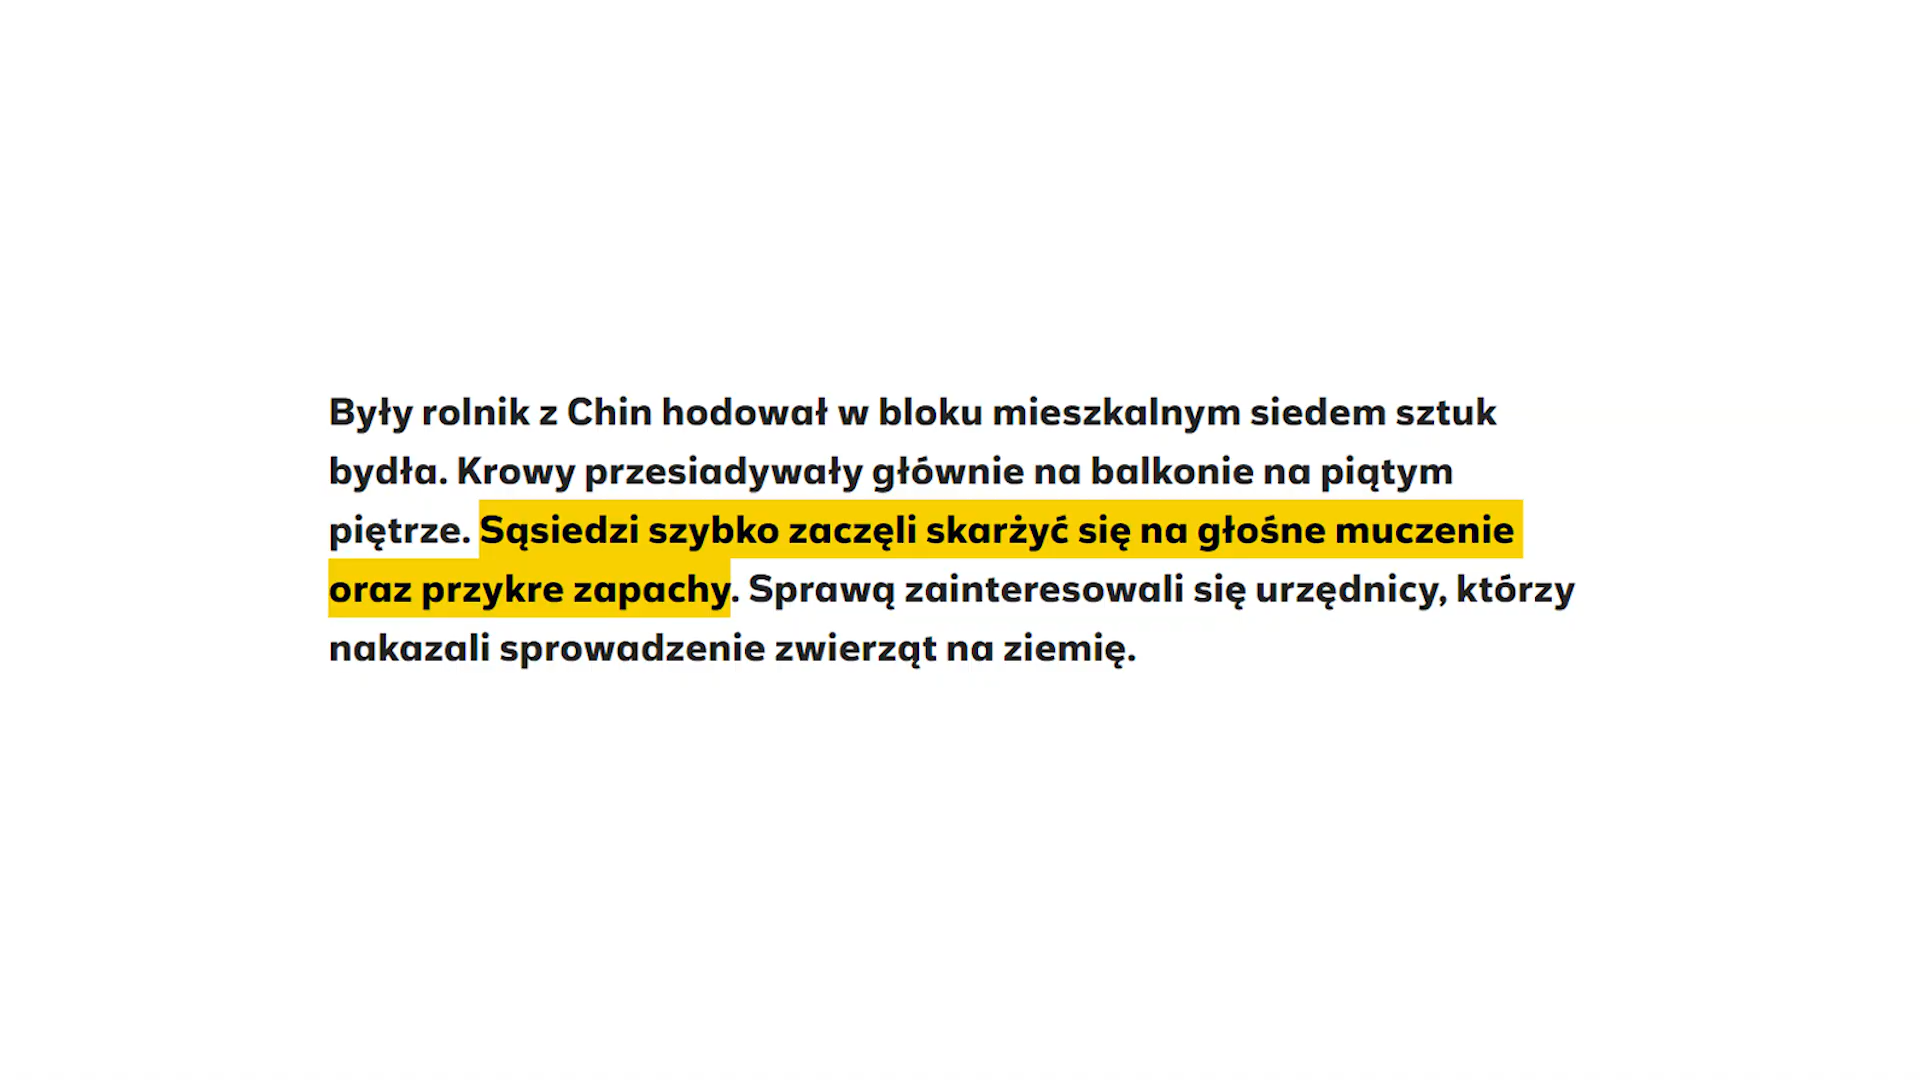 Były rolnik z Chin hodował w bloku mieszkalnym siedem sztuk
bydła. Krowy przesiadywały głównie na balkonie na piątym
piętrze. Sąsiedzi szybko zaczęli skarżyć się na głośne muczenie
oraz przykre zapachy. Sprawą zainteresowali się urzędnicy, którzy
nakazali sprowadzenie zwierząt na ziemię.